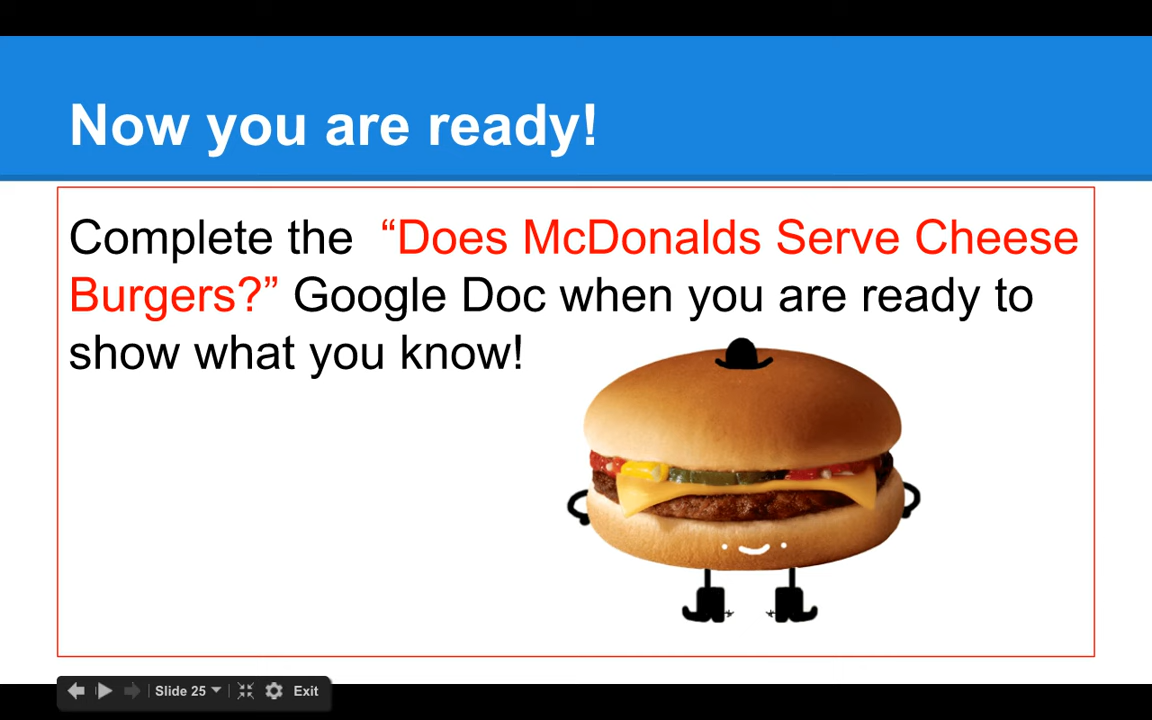 Now you are ready!
Complete the “Does McDonalds Serve Cheese
Burgers?” Google Doc when you are ready to
show what you know!
Slide 25
Exit